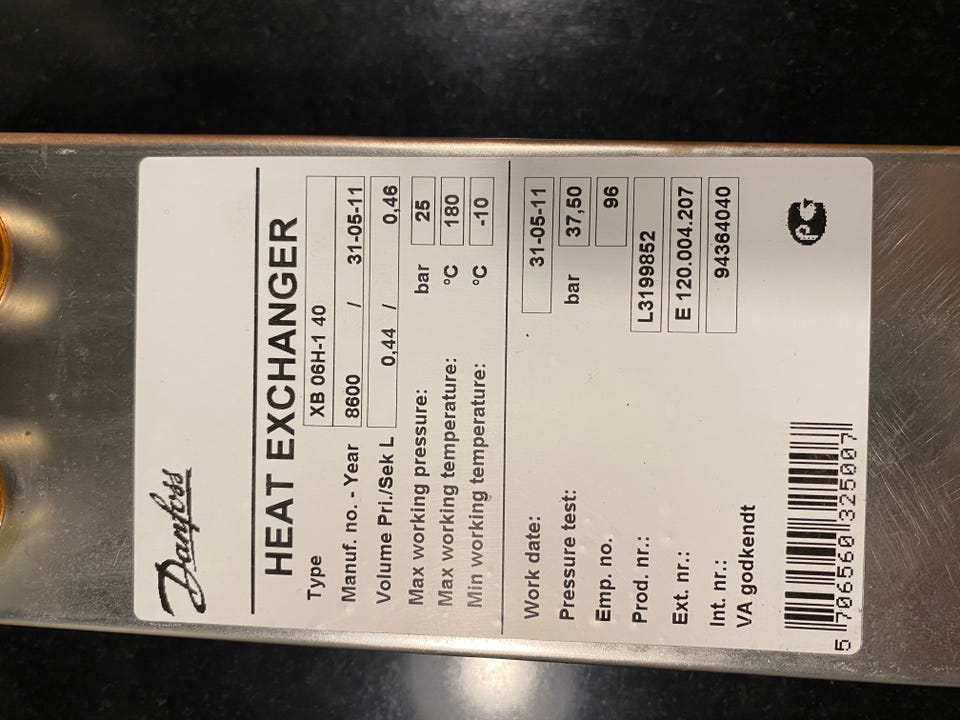 Danfoss
HEAT EXCHANGER
Type XB 06H-1 40
Manuf. no. - Year 8600 / 31-05-11
Volume Pri./Sek L 0,44 / 0,46
Max working pressure: bar 25
Max working temperature: °C 180
Min working temperature: °C -10
Work date: 31-05-11
Pressure test: bar 37,50
Emp. no. 96
Prod. nr.: L3199852
Ext. nr.: E 120.004.207
Int. nr.: 94364040
VA godkendt
5 706560 325007